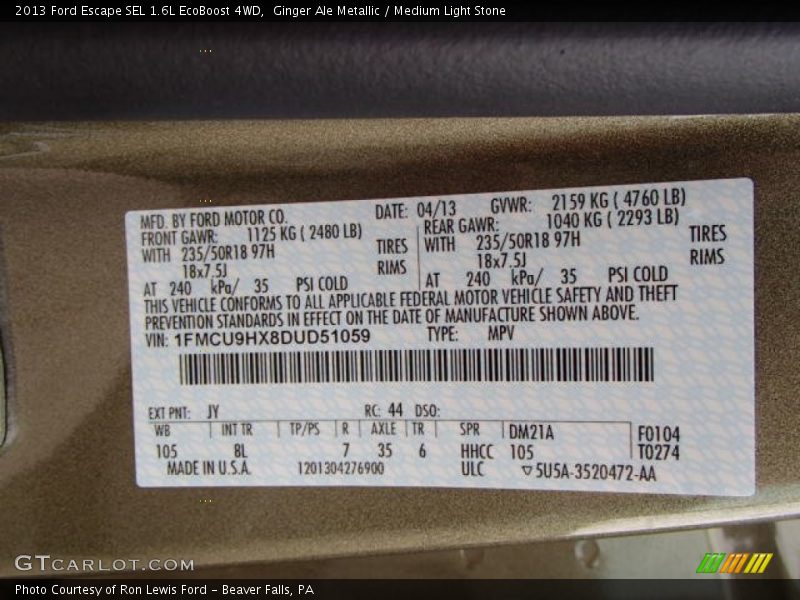 2013 Ford Escape SEL 1.6L EcoBoost 4WD, Ginger Ale Metallic / Medium Light Stone
MFD. BY FORD MOTOR CO. DATE: 04/13 GVWR: 2159 KG ( 4760 LB)
FRONT GAWR: 1125 KG ( 2480 LB) REAR GAWR: 1040 KG ( 2293 LB)
WITH 235/50R18 97H TIRES WITH 235/50R18 97H TIRES
18x7.5J RIMS 18x7.5J RIMS
AT 240 kPa/ 35 PSI COLD AT 240 kPa/ 35 PSI COLD
THIS VEHICLE CONFORMS TO ALL APPLICABLE FEDERAL MOTOR VEHICLE SAFETY AND THEFT
PREVENTION STANDARDS IN EFFECT ON THE DATE OF MANUFACTURE SHOWN ABOVE.
VIN: 1FMCU9HX8DUD51059 TYPE: MPV
EXT PNT: JY RC: 44 DSO:
WB INT TR TP/PS R AXLE TR SPR DM21A F0104
105 8L 7 35 6 HHCC 105 T0274
MADE IN U.S.A. 1201304276900 ULC ▽5U5A-3520472-AA
GTCARLOT.COM
Photo Courtesy of Ron Lewis Ford - Beaver Falls, PA